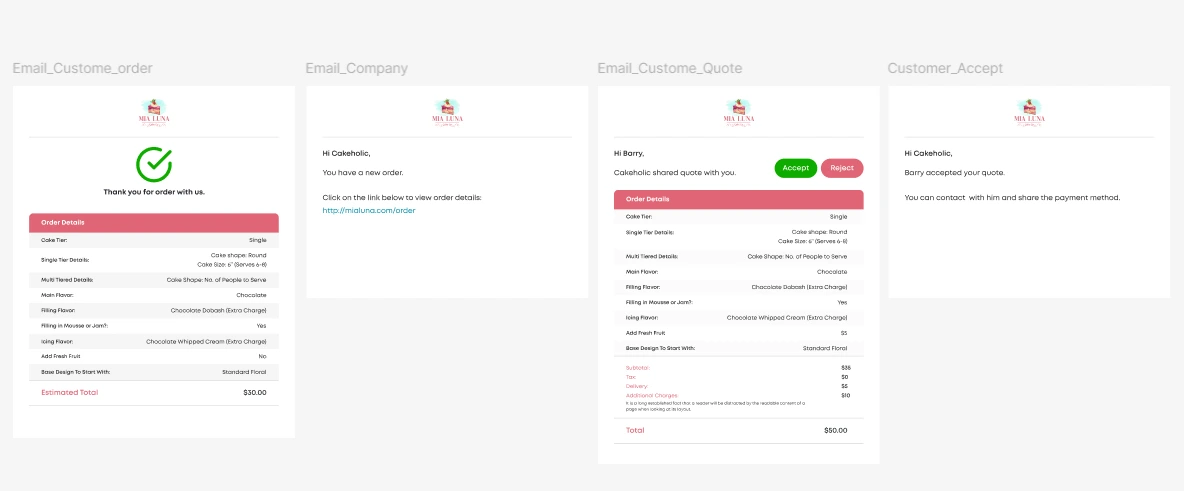 Email_Custome_order
MIA LUNA
Thank you for order with us.
Order Details
Cake Tier: Single
Single Tier Details: Cake shape: Round
Cake Size: 6" (Serves 6-8)
Multi Tiered Details: Cake Shape: No. of People to Serve
Main Flavor: Chocolate
Filling Flavor: Chocolate Dobash (Extra Charge)
Filling in Mousse or Jam?: Yes
Icing Flavor: Chocolate Whipped Cream (Extra Charge)
Add Fresh Fruit No
Base Design To Start With: Standard Floral
Estimated Total $30.00
Email_Company
MIA LUNA
Hi Cakeholic,
You have a new order.
Click on the link below to view order details:
http://mialuna.com/order
Email_Custome_Quote
MIA LUNA
Hi Barry,
Cakeholic shared quote with you.
Accept Reject
Order Details
Cake Tier: Single
Single Tier Details: Cake shape: Round
Cake Size: 6" (Serves 6-8)
Multi Tiered Details: Cake Shape: No. of People to Serve
Main Flavor: Chocolate
Filling Flavor: Chocolate Dobash (Extra Charge)
Filling in Mousse or Jam?: Yes
Icing Flavor: Chocolate Whipped Cream (Extra Charge)
Add Fresh Fruit $5
Base Design To Start With: Standard Floral
Subtotal: $35
Tax: $0
Delivery: $5
Additional Charges: $10
It is a long established fact that a reader will be distracted by the readable content of a
page when looking at its layout.
Total $50.00
Customer_Accept
MIA LUNA
Hi Cakeholic,
Barry accepted your quote.
You can contact with him and share the payment method.